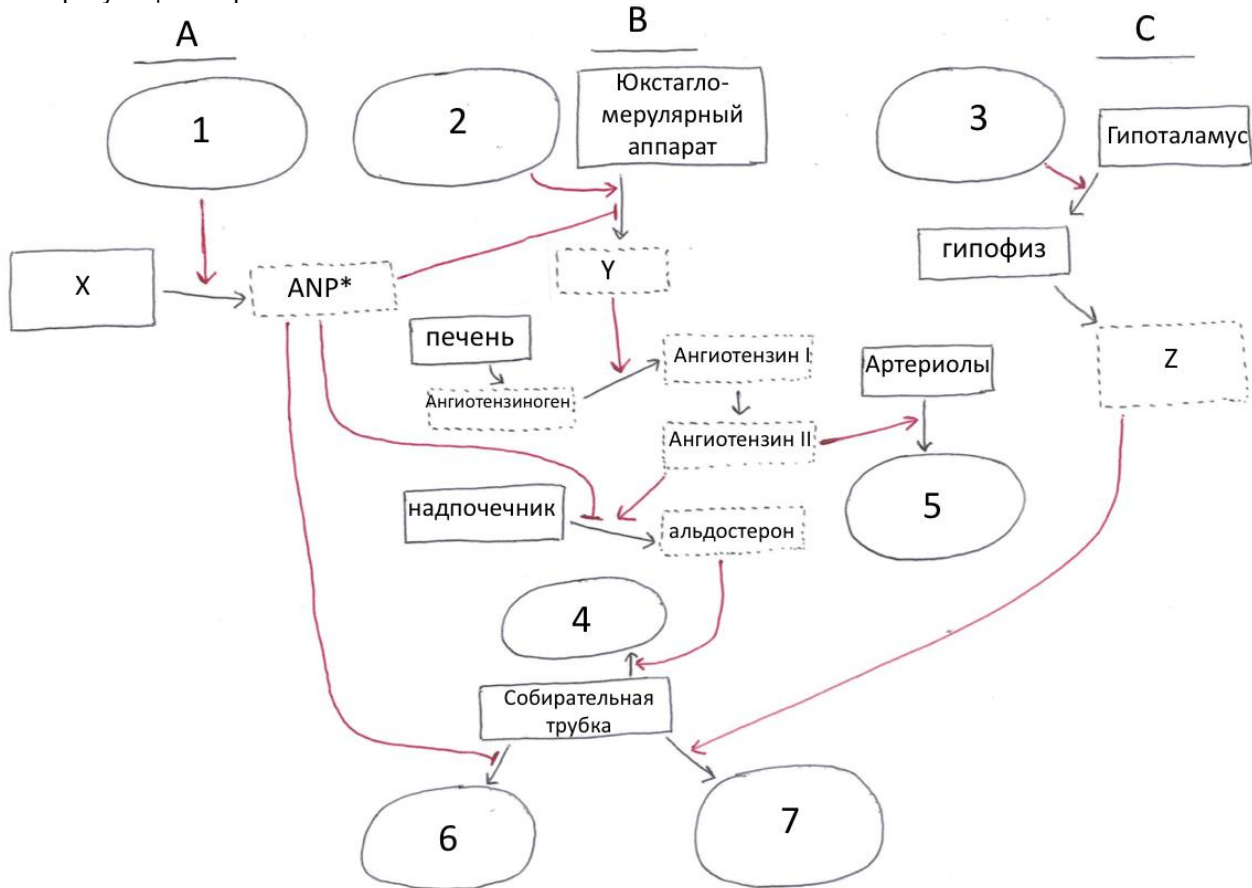 A
B
C
1
2
Юкстагло-
мерулярный
аппарат
3
Гипоталамус
X
ANP*
Y
гипофиз
печень
Ангиотензиноген
Ангиотензин I
Ангиотензин II
Артериолы
Z
надпочечник
альдостерон
5
4
Собирательная
трубка
6
7